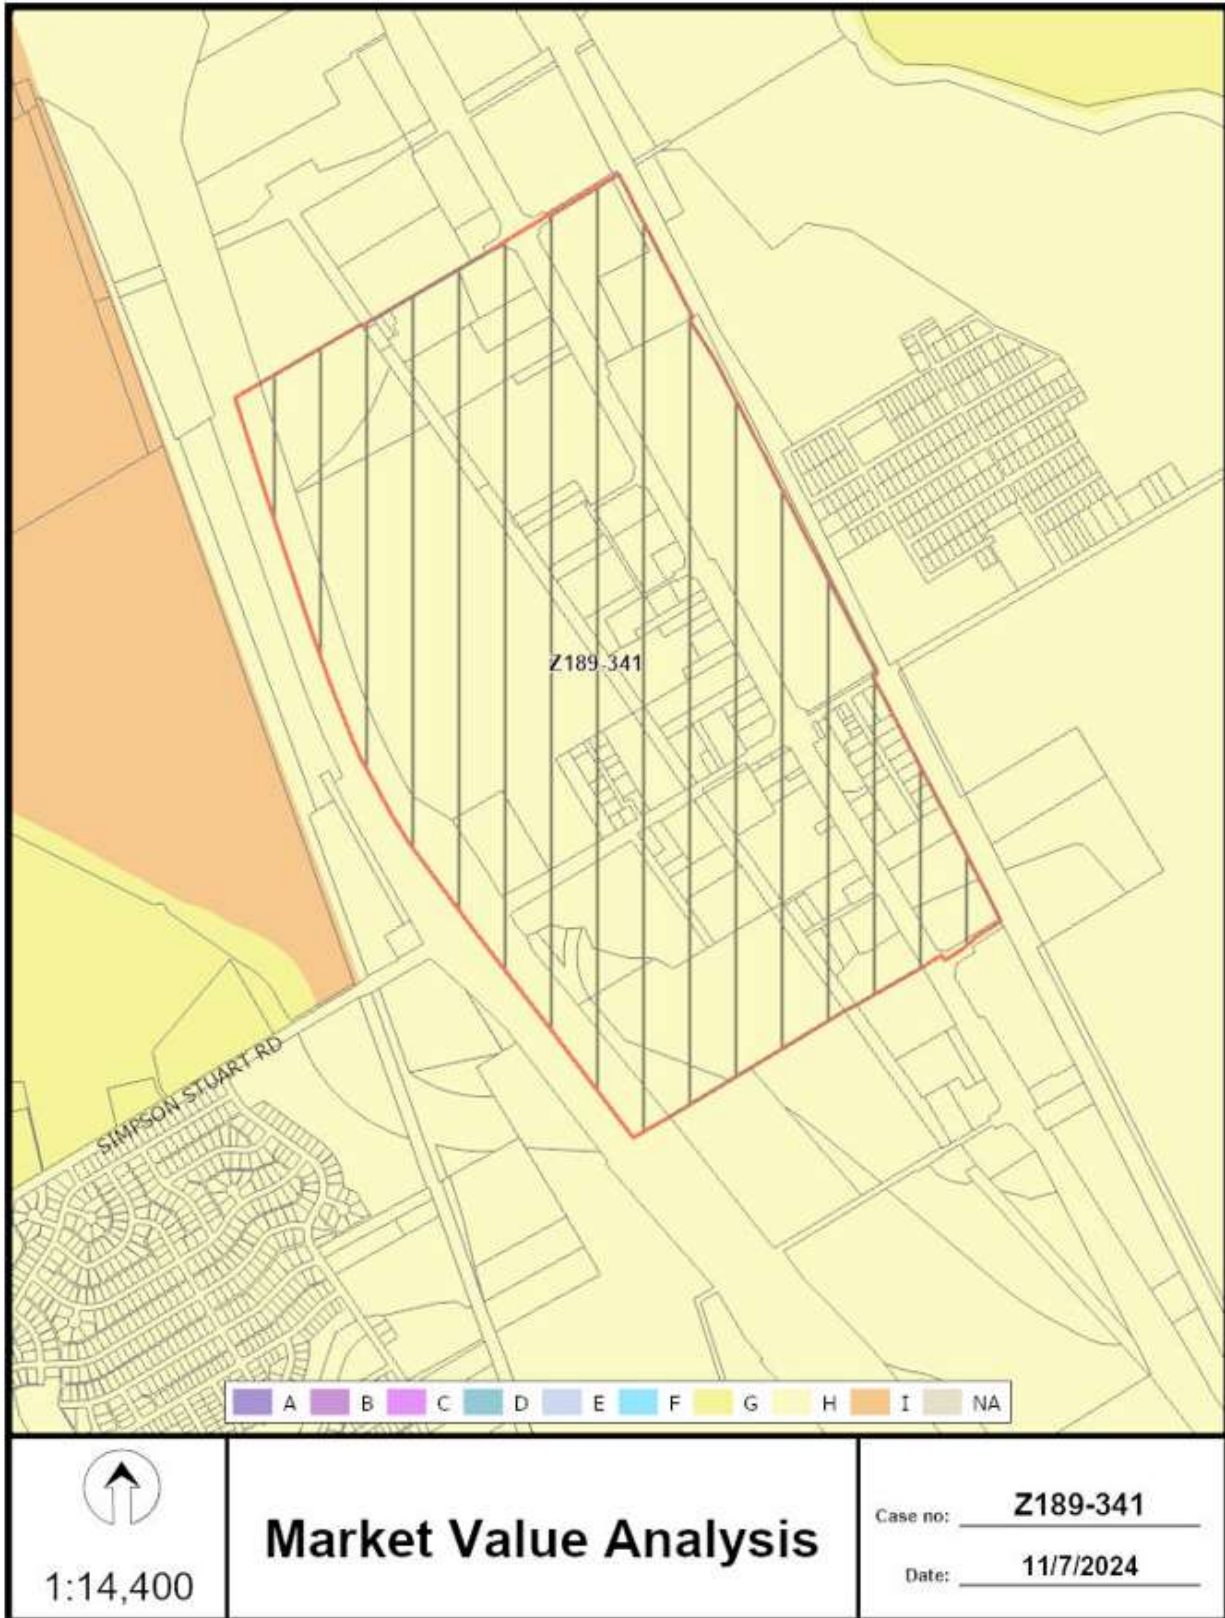 Z189-341
SIMPSON STUART RD
A B C D E F G H I NA
1:14,400
Market Value Analysis
Case no: Z189-341
Date: 11/7/2024